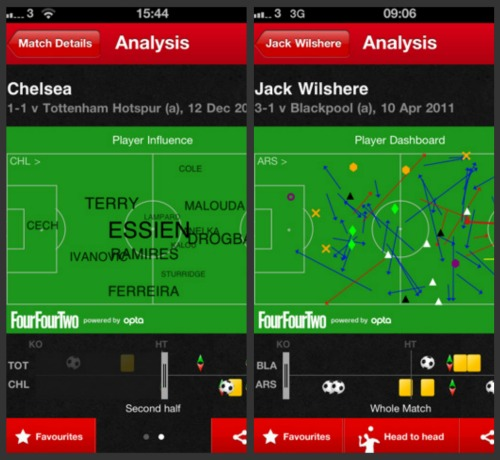 3 15:44
Match Details Analysis
Chelsea
1-1 v Tottenham Hotspur (a), 12 Dec 20
Player Influence
CHL >
COLE
TERRY
MALOUDA
LAMPARD
CECH
ESSIEN
ANELKA
DROGBA
KALOU
IVANOVIC
RAMIRES
STURRIDGE
FERREIRA
FourFourTwo powered by opta
KO HT
TOT
CHL
Second half
Favourites
3 3G 09:06
Jack Wilshere Analysis
Jack Wilshere
3-1 v Blackpool (a), 10 Apr 2011
Player Dashboard
ARS >
FourFourTwo powered by opta
KO HT
BLA
ARS
Whole Match
Favourites Head to head